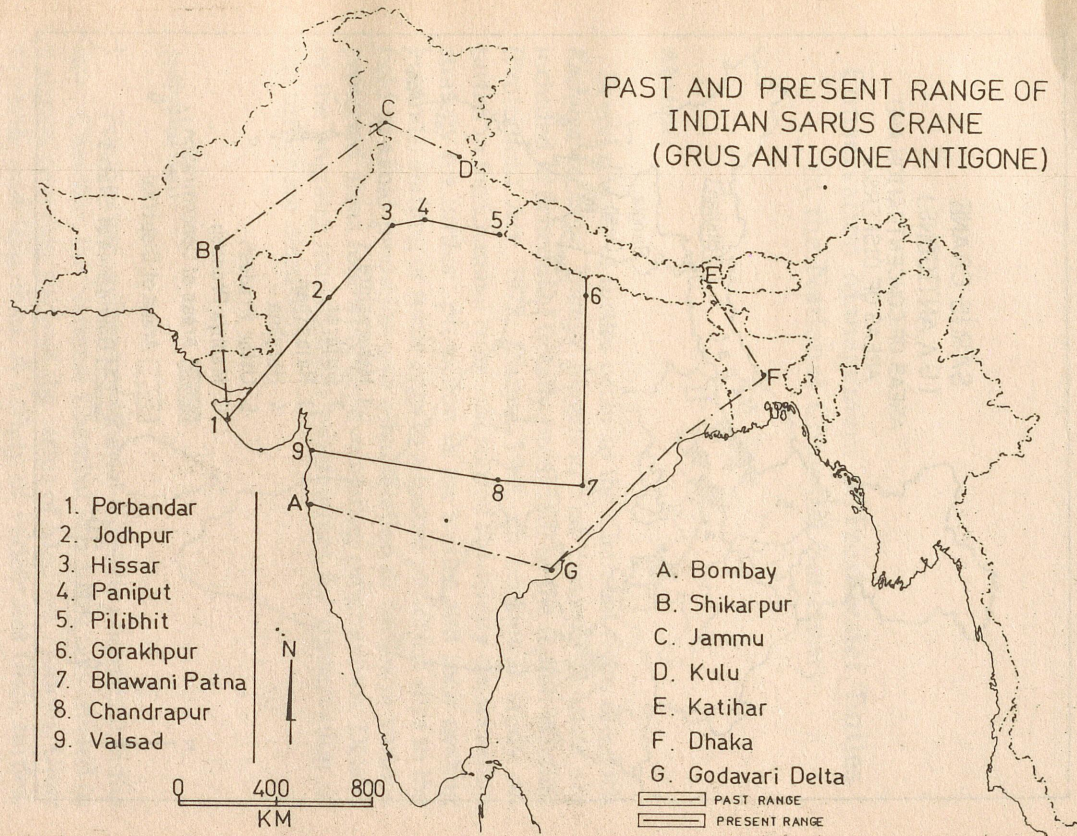 PAST AND PRESENT RANGE OF
INDIAN SARUS CRANE
(GRUS ANTIGONE ANTIGONE)
C
D
B
3
4
5
2
E
6
F
1
9
8
7
A
G
1. Porbandar
2. Jodhpur
3. Hissar
4. Paniput
5. Pilibhit
6. Gorakhpur
7. Bhawani Patna
8. Chandrapur
9. Valsad
N
0 400 800
KM
A. Bombay
B. Shikarpur
C. Jammu
D. Kulu
E. Katihar
F. Dhaka
G. Godavari Delta
PAST RANGE
PRESENT RANGE